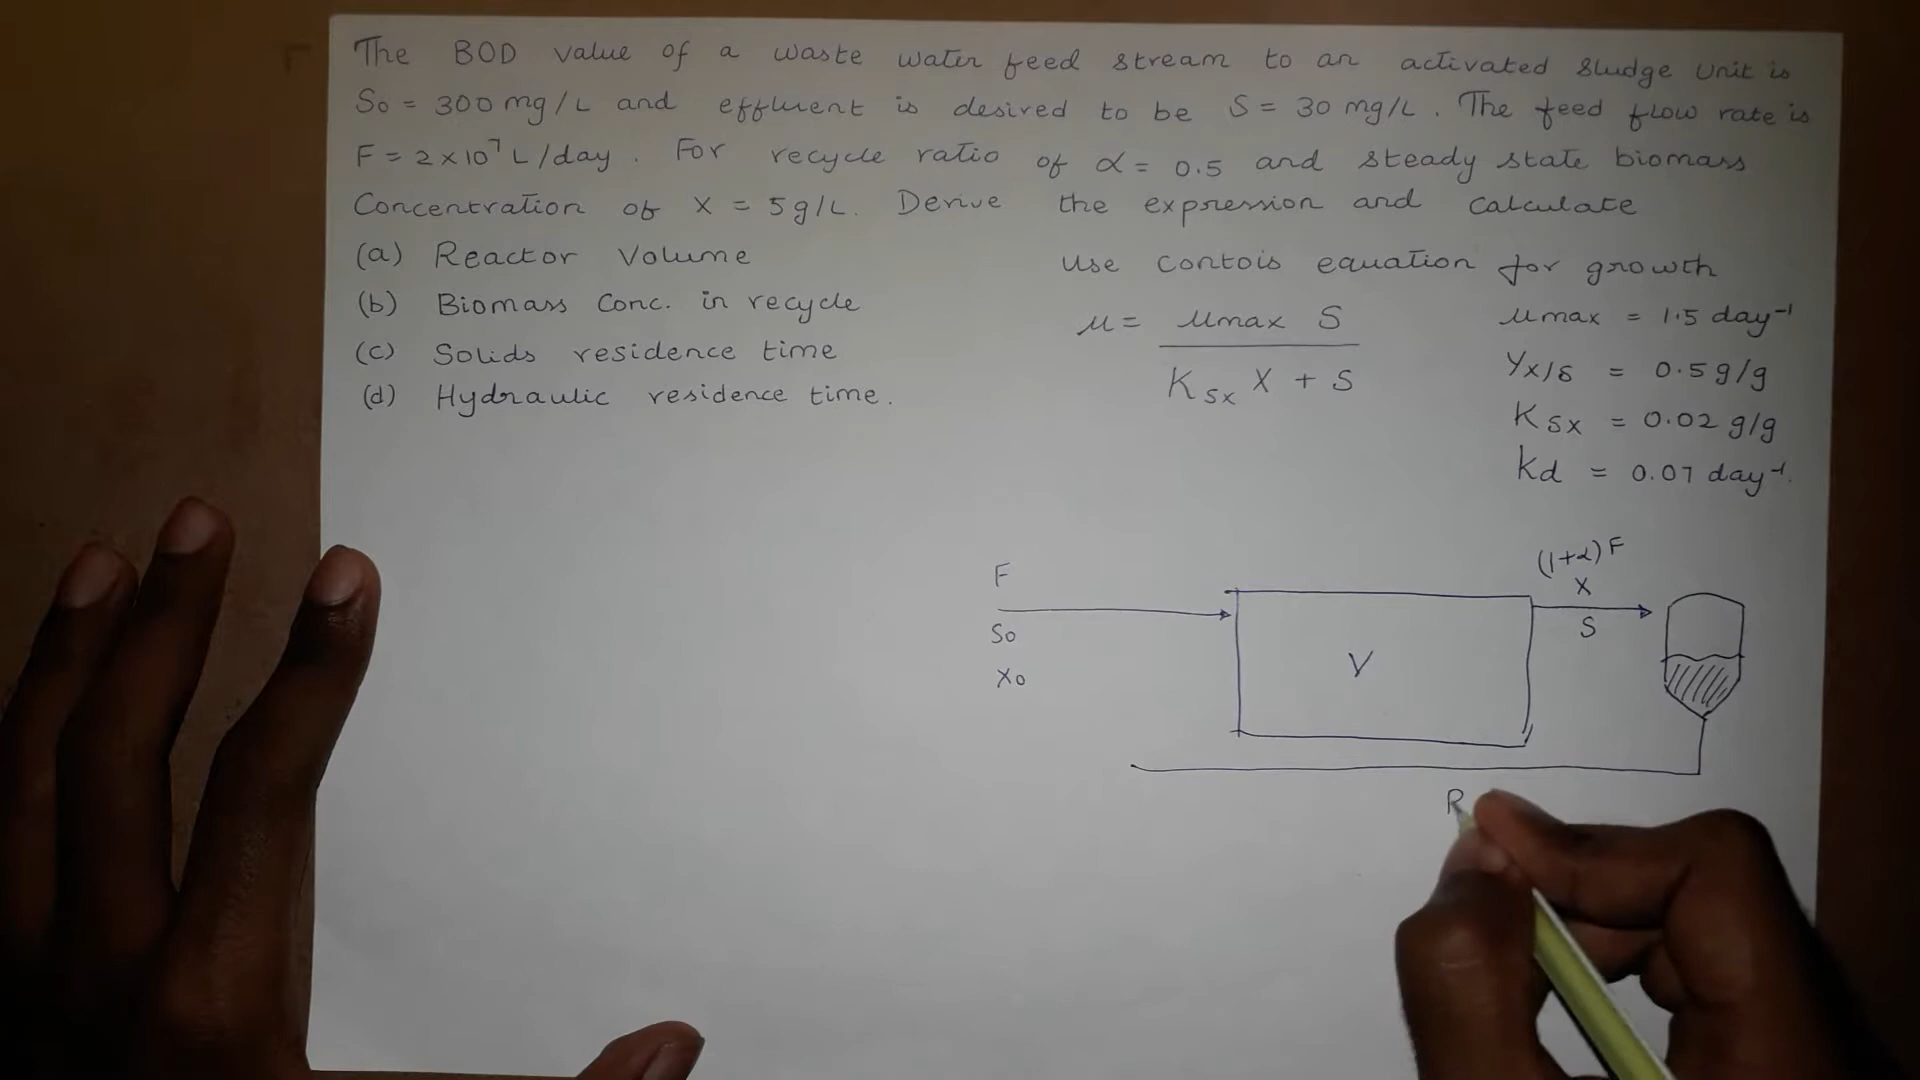 The BOD value of a waste water feed stream to an activated sludge unit is
So = 300 mg/L and effluent is desired to be S = 30 mg/L. The feed flow rate is
F = 2×10⁷ L/day. For recycle ratio of α = 0.5 and steady state biomass
Concentration of X = 5g/L. Derive the expression and calculate
(a) Reactor Volume
(b) Biomass Conc. in recycle
(c) Solids residence time
(d) Hydraulic residence time.
Use contois equation for growth
μ = μmax S
Ksx X + S
μmax = 1.5 day⁻¹
Yx/s = 0.5 g/g
Ksx = 0.02 g/g
kd = 0.07 day⁻¹.
F
So
Xo
V
(1+α)F
X
S
R